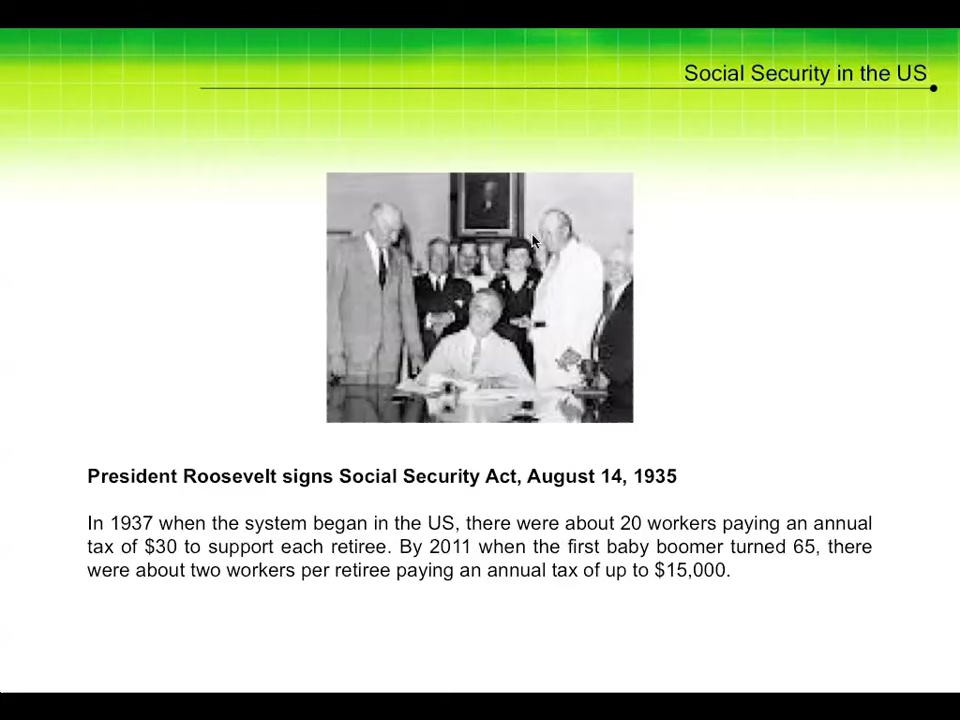 Social Security in the US
President Roosevelt signs Social Security Act, August 14, 1935
In 1937 when the system began in the US, there were about 20 workers paying an annual
tax of $30 to support each retiree. By 2011 when the first baby boomer turned 65, there
were about two workers per retiree paying an annual tax of up to $15,000.